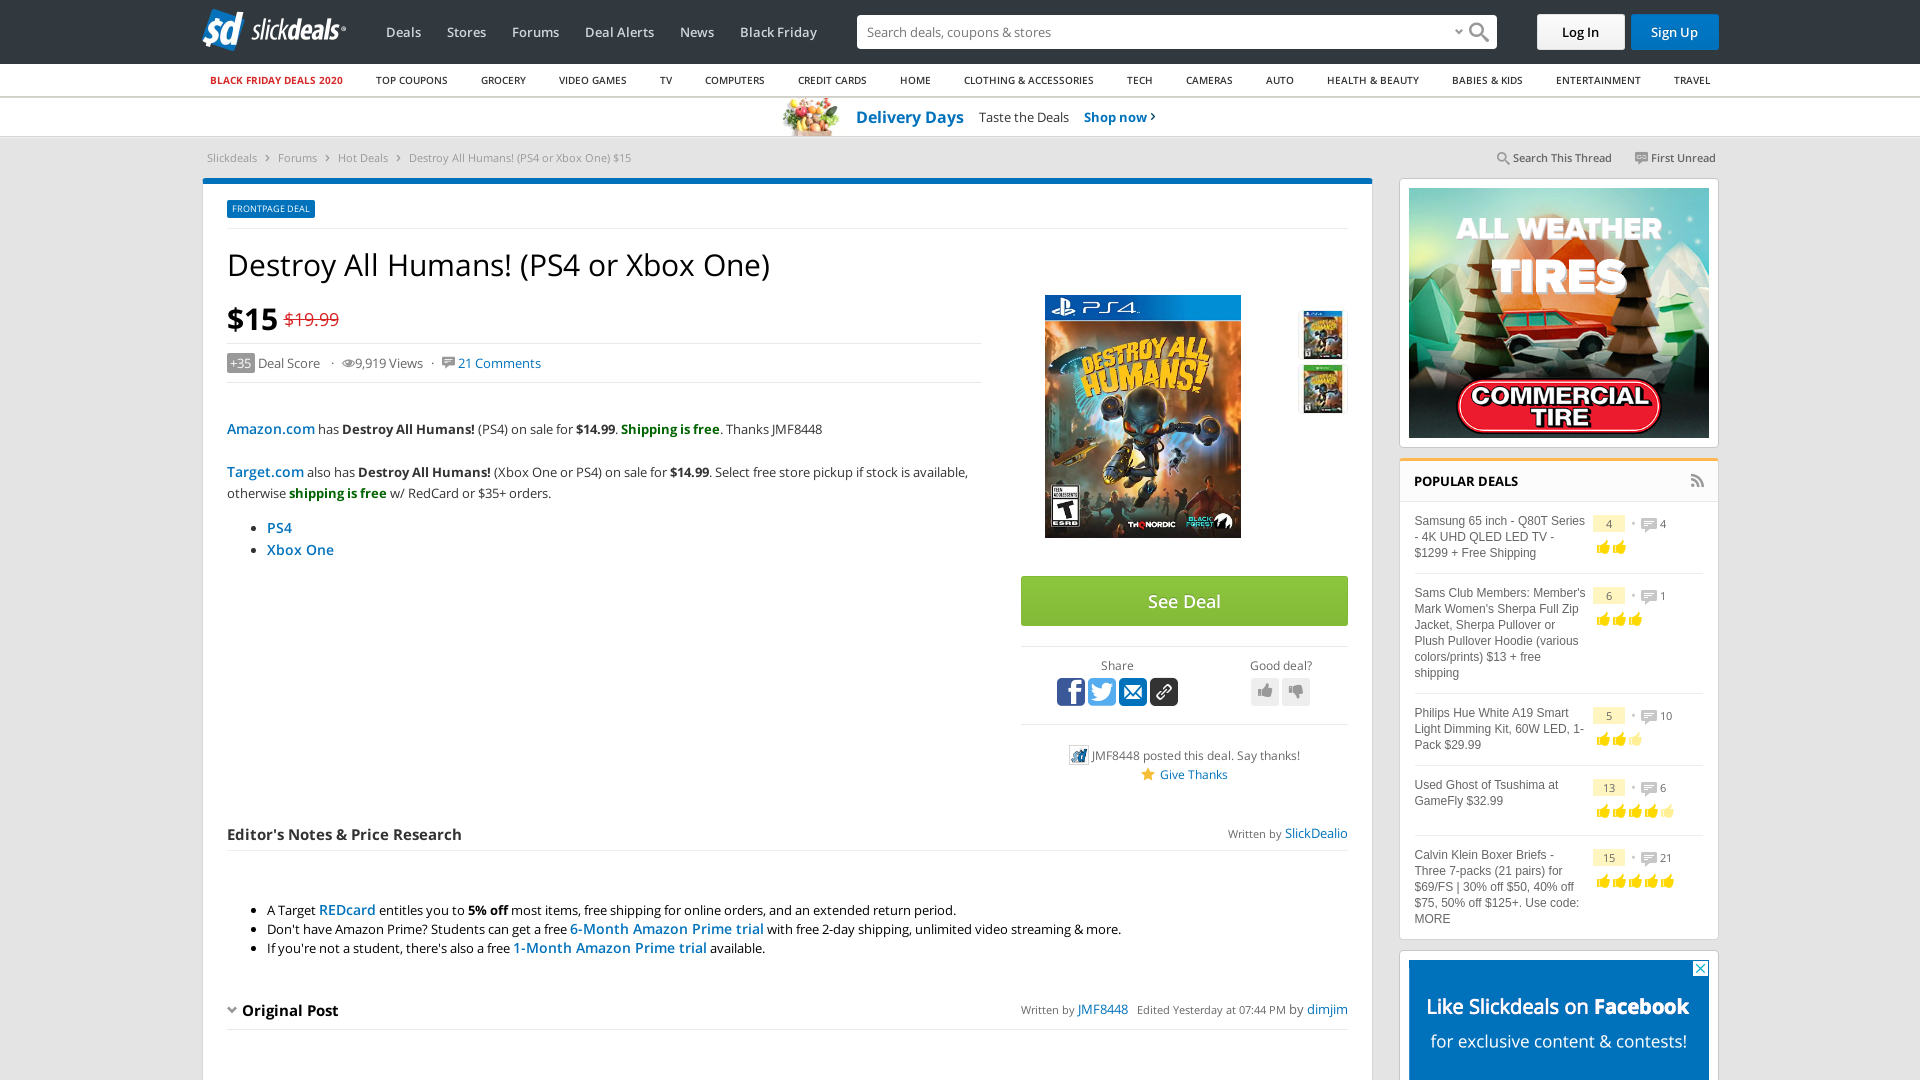 slickdeals
Deals
Stores
Forums
Deal Alerts
News
Black Friday
Search deals, coupons & stores
Log In
Sign Up
BLACK FRIDAY DEALS 2020
TOP COUPONS
GROCERY
VIDEO GAMES
TV
COMPUTERS
CREDIT CARDS
HOME
CLOTHING & ACCESSORIES
TECH
CAMERAS
AUTO
HEALTH & BEAUTY
BABIES & KIDS
ENTERTAINMENT
TRAVEL
Delivery Days Taste the Deals Shop now
Slickdeals > Forums > Hot Deals > Destroy All Humans! (PS4 or Xbox One) $15
Search This Thread
First Unread
FRONTPAGE DEAL
Destroy All Humans! (PS4 or Xbox One)
$15 $19.99
+35 Deal Score · 9,919 Views · 21 Comments
Amazon.com has Destroy All Humans! (PS4) on sale for $14.99. Shipping is free. Thanks JMF8448
Target.com also has Destroy All Humans! (Xbox One or PS4) on sale for $14.99. Select free store pickup if stock is available,
otherwise shipping is free w/ RedCard or $35+ orders.
• PS4
• Xbox One
PS4
DESTROY ALL
HUMANS!
T
ESRB
THQNORDIC
BLACK
FOREST
See Deal
Share
Good deal?
JMF8448 posted this deal. Say thanks!
Give Thanks
Editor's Notes & Price Research
Written by SlickDealio
• A Target REDcard entitles you to 5% off most items, free shipping for online orders, and an extended return period.
• Don't have Amazon Prime? Students can get a free 6-Month Amazon Prime trial with free 2-day shipping, unlimited video streaming & more.
• If you're not a student, there's also a free 1-Month Amazon Prime trial available.
Original Post
Written by JMF8448 Edited Yesterday at 07:44 PM by dimjim
ALL WEATHER
TIRES
COMMERCIAL
TIRE
POPULAR DEALS
Samsung 65 inch - Q80T Series
- 4K UHD QLED LED TV -
$1299 + Free Shipping
4 • 4
Sams Club Members: Member's
Mark Women's Sherpa Full Zip
Jacket, Sherpa Pullover or
Plush Pullover Hoodie (various
colors/prints) $13 + free
shipping
6 • 1
Philips Hue White A19 Smart
Light Dimming Kit, 60W LED, 1-
Pack $29.99
5 • 10
Used Ghost of Tsushima at
GameFly $32.99
13 • 6
Calvin Klein Boxer Briefs -
Three 7-packs (21 pairs) for
$69/FS | 30% off $50, 40% off
$75, 50% off $125+. Use code:
MORE
15 • 21
Like Slickdeals on Facebook
for exclusive content & contests!